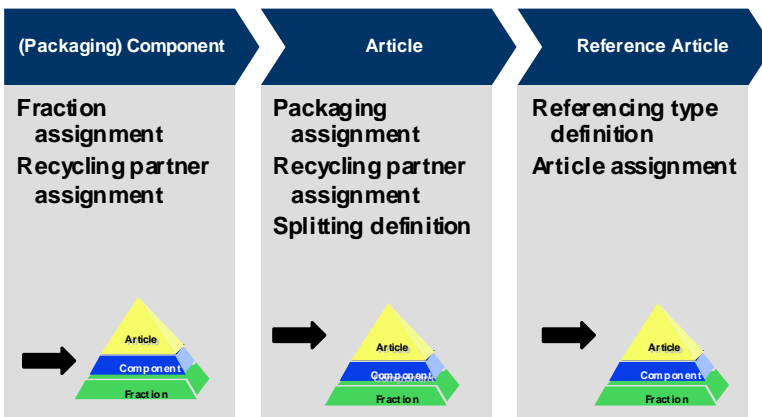 (Packaging) Component
Fraction
assignment
Recycling partner
assignment
Article
Component
Fraction
Article
Packaging
assignment
Recycling partner
assignment
Splitting definition
Article
Component
Fraction
Reference Article
Referencing type
definition
Article assignment
Article
Component
Fraction